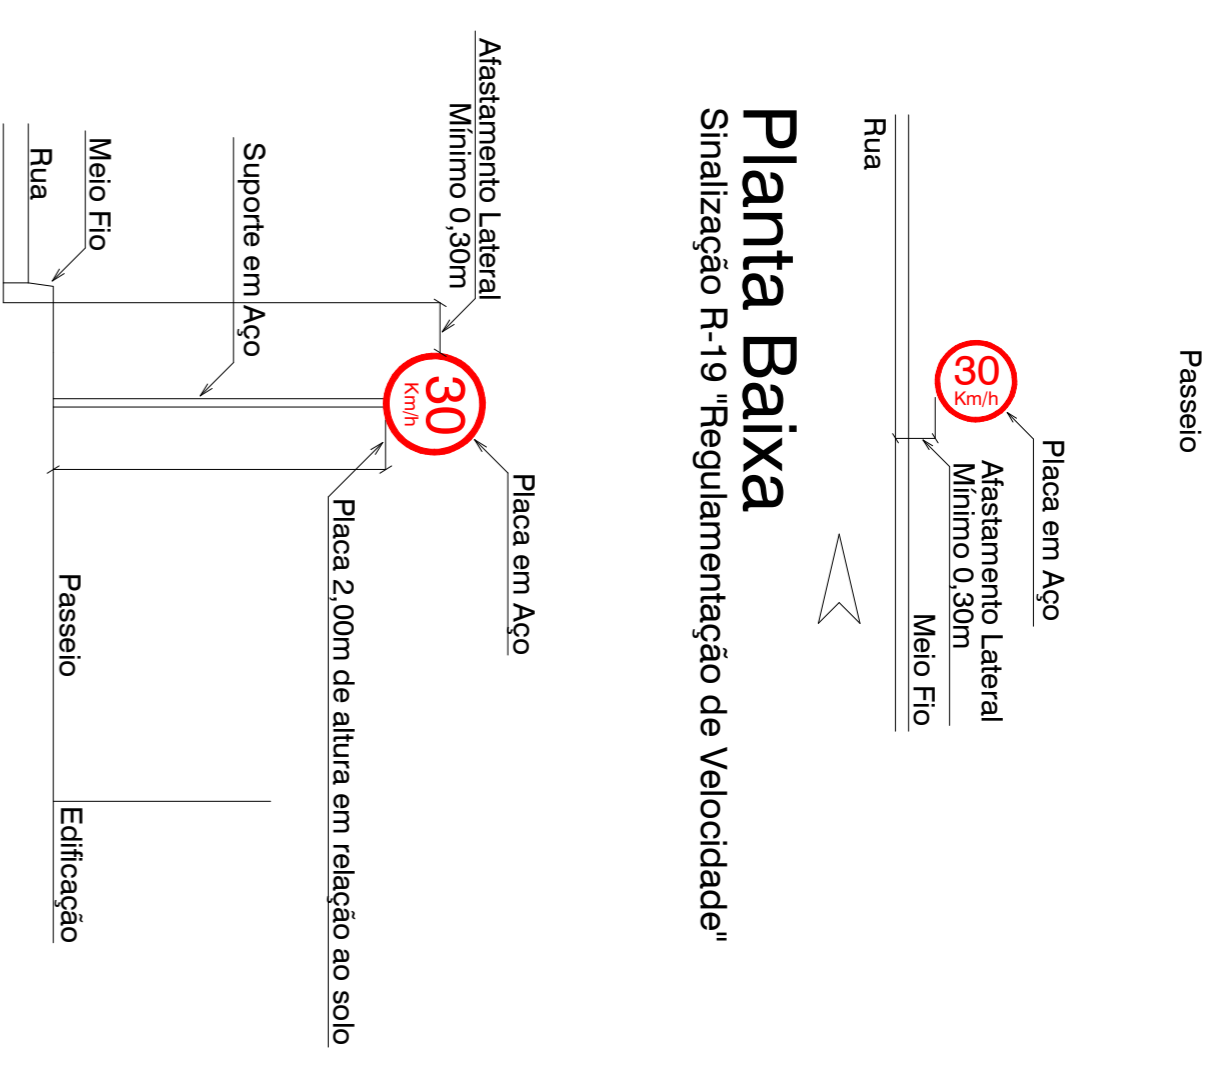 Passeio
Placa em Aço
30
Km/h
Afastamento Lateral
Mínimo 0,30m
Meio Fio
Rua
Planta Baixa
Sinalização R-19 "Regulamentação de Velocidade"
Placa em Aço
Afastamento Lateral
Mínimo 0,30m
30
Km/h
Placa 2,00m de altura em relação ao solo
Suporte em Aço
Meio Fio
Rua
Passeio
Edificação